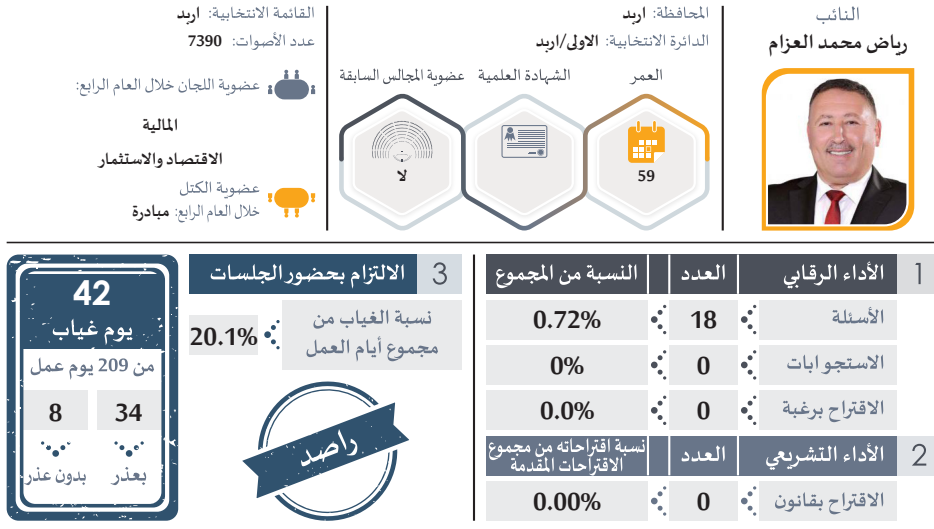 النائب
رياض محمد العزام
المحافظة: اربد
الدائرة الانتخابية: الاولى/اربد
العمر
59
الشهادة العلمية
عضوية المجالس السابقة
لا
القائمة الانتخابية: اربد
عدد الأصوات: 7390
عضوية اللجان خلال العام الرابع:
المالية
الاقتصاد والاستثمار
عضوية الكتل
خلال العام الرابع: مبادرة
1 الأداء الرقابي العدد النسبة من المجموع
الأسئلة 18 0.72%
الاستجوابات 0 0%
الاقتراح برغبة 0 0.0%
2 الأداء التشريعي العدد نسبة اقتراحاته من مجموع
الاقتراحات المقدمة
الاقتراح بقانون 0 0.00%
3 الالتزام بحضور الجلسات
نسبة الغياب من
مجموع أيام العمل
20.1%
راصد
42
يوم غياب
من 209 يوم عمل
34 8
بعذر بدون عذر